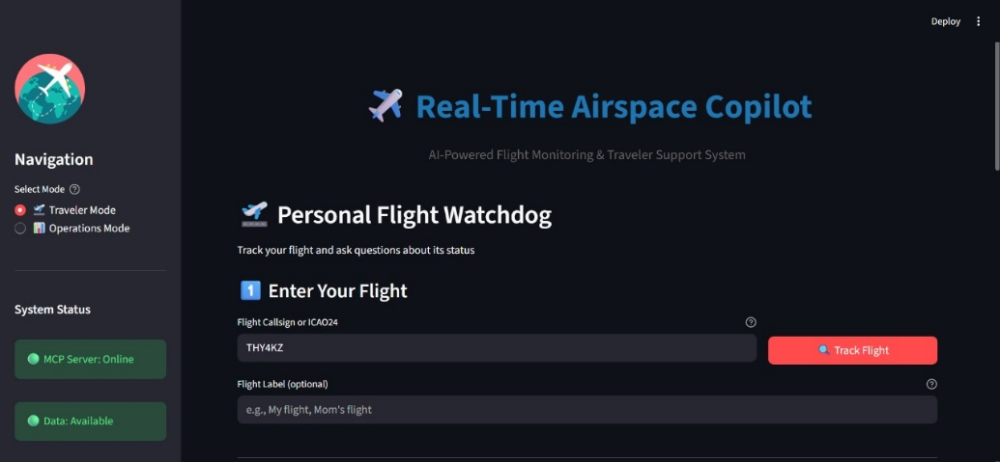 Deploy
Navigation
Select Mode
Traveler Mode
Operations Mode
System Status
MCP Server: Online
Data: Available
Real-Time Airspace Copilot
AI-Powered Flight Monitoring & Traveler Support System
Personal Flight Watchdog
Track your flight and ask questions about its status
1 Enter Your Flight
Flight Callsign or ICAO24
THY4KZ
Track Flight
Flight Label (optional)
e.g., My flight, Mom's flight